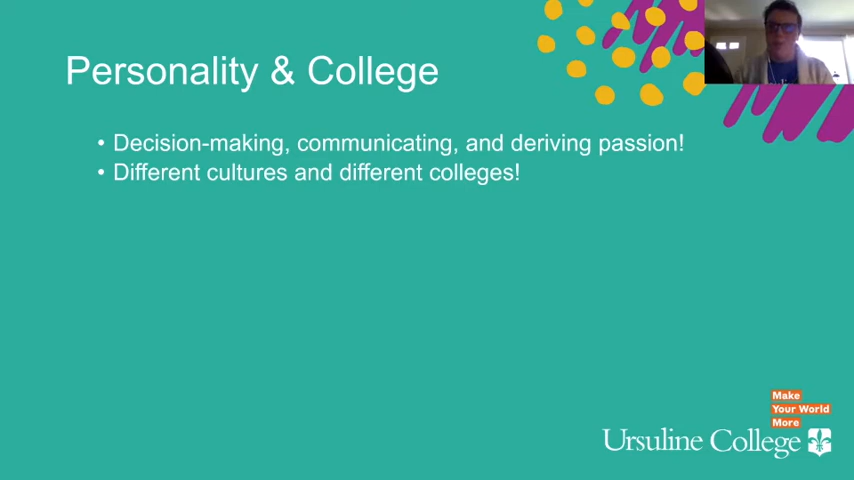 Personality & College
• Decision-making, communicating, and deriving passion!
• Different cultures and different colleges!
Make
Your World
More
Ursuline College